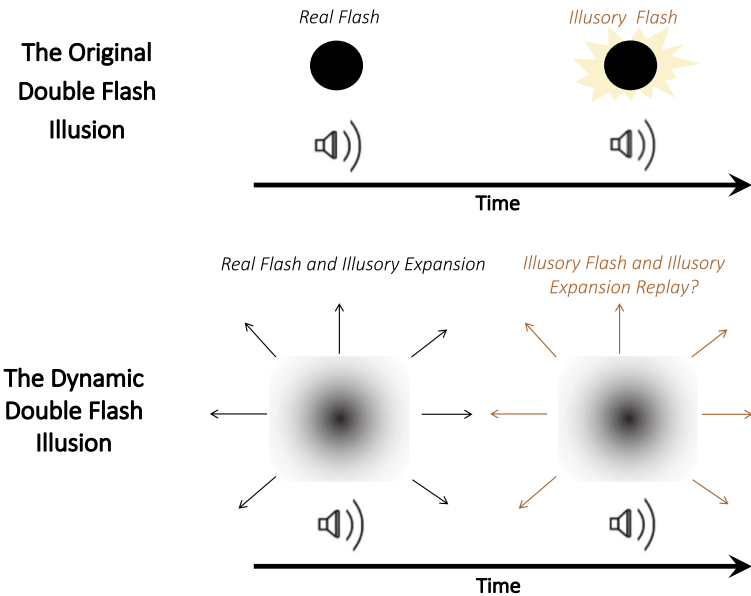 The Original
Double Flash
Illusion
Real Flash
Illusory Flash
Time
Real Flash and Illusory Expansion
Illusory Flash and Illusory
Expansion Replay?
The Dynamic
Double Flash
Illusion
Time